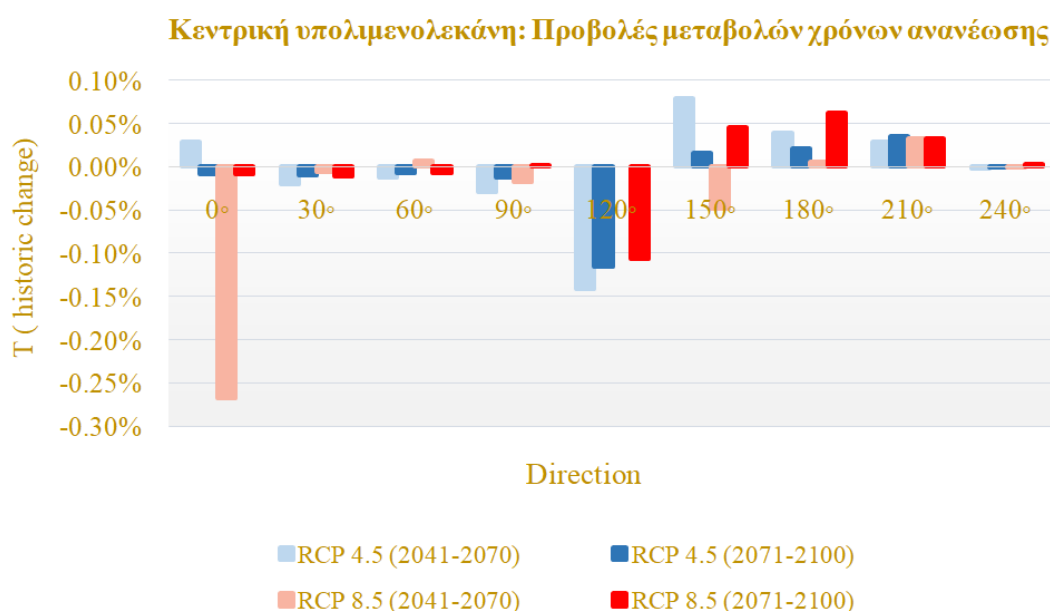 Κεντρική υπολιμενολεκάνη: Προβολές μεταβολών χρόνων ανανέωσης
0.10%
0.05%
0.00%
-0.05%
-0.10%
-0.15%
-0.20%
-0.25%
-0.30%
T ( historic change)
0° 30° 60° 90° 120° 150° 180° 210° 240°
Direction
RCP 4.5 (2041-2070) RCP 4.5 (2071-2100)
RCP 8.5 (2041-2070) RCP 8.5 (2071-2100)